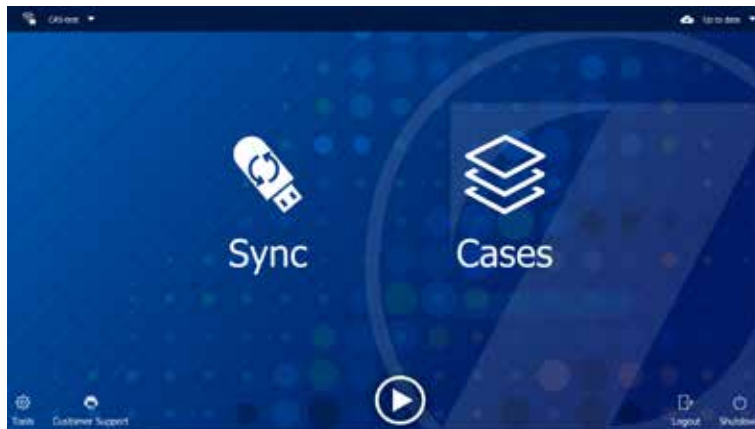 Up to date
Sync
Cases
Tools
Customer Support
Logout
Shutdown